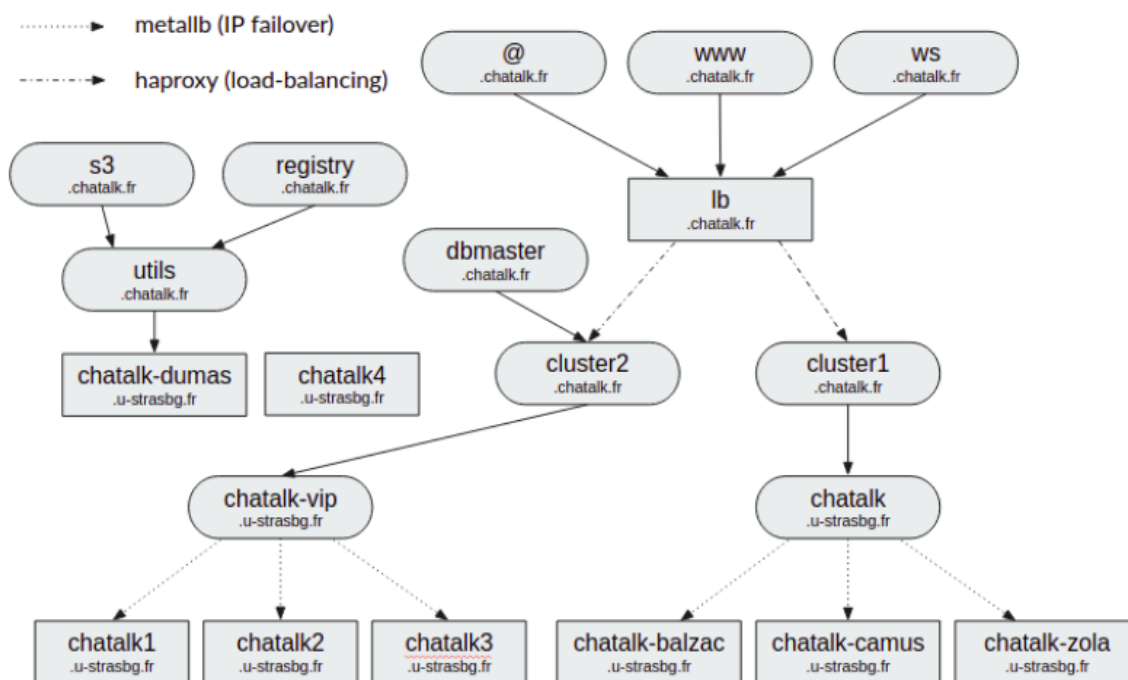 metallb (IP failover)
haproxy (load-balancing)
@
.chatalk.fr
www
.chatalk.fr
ws
.chatalk.fr
s3
.chatalk.fr
registry
.chatalk.fr
lb
.chatalk.fr
dbmaster
.chatalk.fr
utils
.chatalk.fr
chatalk-dumas
.u-strasbg.fr
chatalk4
.u-strasbg.fr
cluster2
.chatalk.fr
cluster1
.chatalk.fr
chatalk-vip
.u-strasbg.fr
chatalk
.u-strasbg.fr
chatalk1
.u-strasbg.fr
chatalk2
.u-strasbg.fr
chatalk3
.u-strasbg.fr
chatalk-balzac
.u-strasbg.fr
chatalk-camus
.u-strasbg.fr
chatalk-zola
.u-strasbg.fr